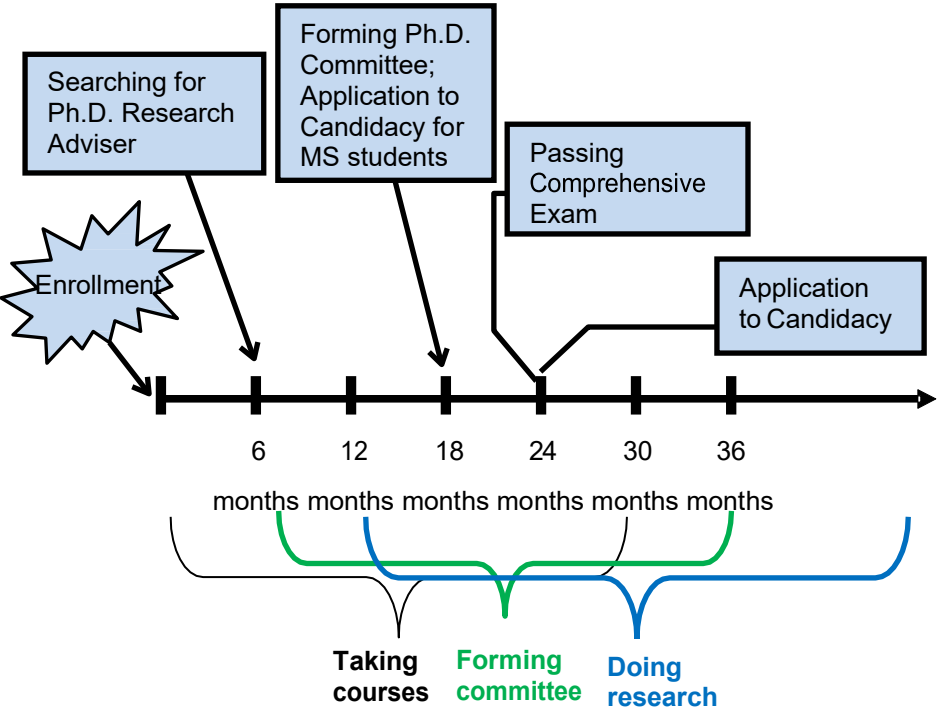 Forming Ph.D.
Committee;
Application to
Candidacy for
MS students
Searching for
Ph.D. Research
Adviser
Passing
Comprehensive
Exam
Enrollment
Application
to Candidacy
6 12 18 24 30 36
months months months months months months
Taking
courses
Forming
committee
Doing
research